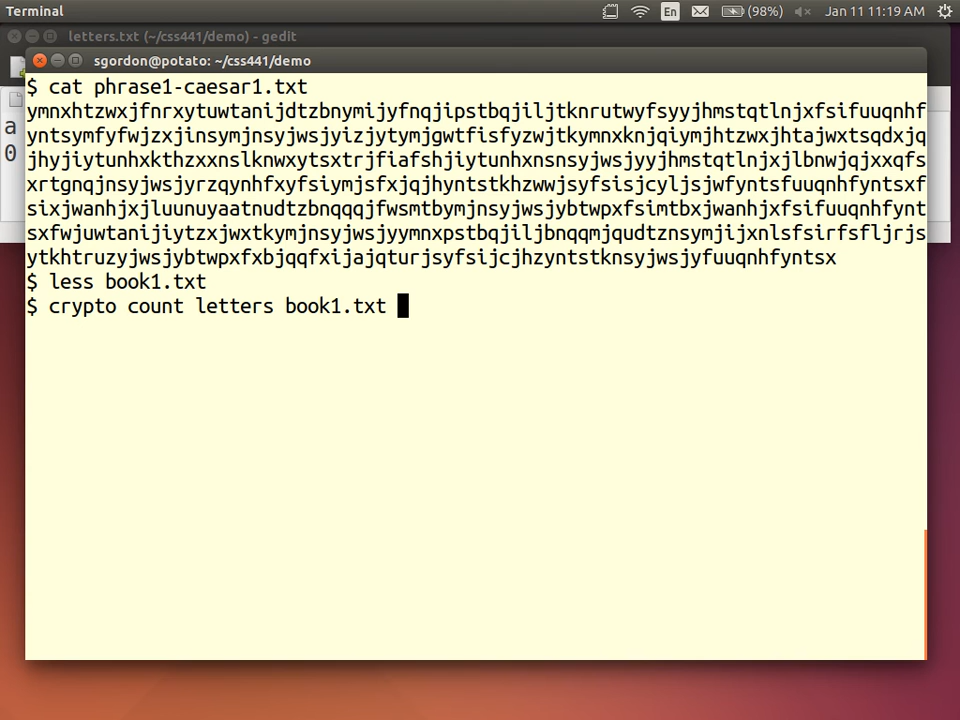 Terminal
En
(98%)
Jan 11 11:19 AM
letters.txt (~/css441/demo) - gedit
sgordon@potato: ~/css441/demo
a
0
$ cat phrase1-caesar1.txt
ymnxhtzwxjfnrxytuwtanijdtzbnymijyfnqjipstbqjiljtknrutwyfsyyjhmstqtlnjxfsifuuqnhf
yntsymfyfwjzxjinsymjnsyjwsjyizjytymjgwtfisfyzwjtkymnxknjqiymjhtzwxjhtajwxtsqdxjq
jhyjiytunhxkthzxxnslknwxytsxtrjfiafshjiytunhxnsnsyjwsjyyjhmstqtlnjxjlbnwjqjxxqfs
xrtgnqjnsyjwsjyrzqynhfxyfsiymjsfxjqjhyntstkhzwwjsyfsisjcyljsjwfyntsfuuqnhfyntsxf
sixjwanhjxjluunuyaatnudtzbnqqqjfwsmtbymjnsyjwsjybtwpxfsimtbxjwanhjxfsifuuqnhfynt
sxfwjuwtanijiytzxjwxtkymjnsyjwsjyymnxpstbqjiljbnqqmjqudtznsymjijxnlsfsirfsfljrjs
ytkhtruzyjwsjybtwpxfxbjqqfxijajqturjsyfsijcjhzyntstknsyjwsjyfuuqnhfyntsx
$ less book1.txt
$ crypto count letters book1.txt